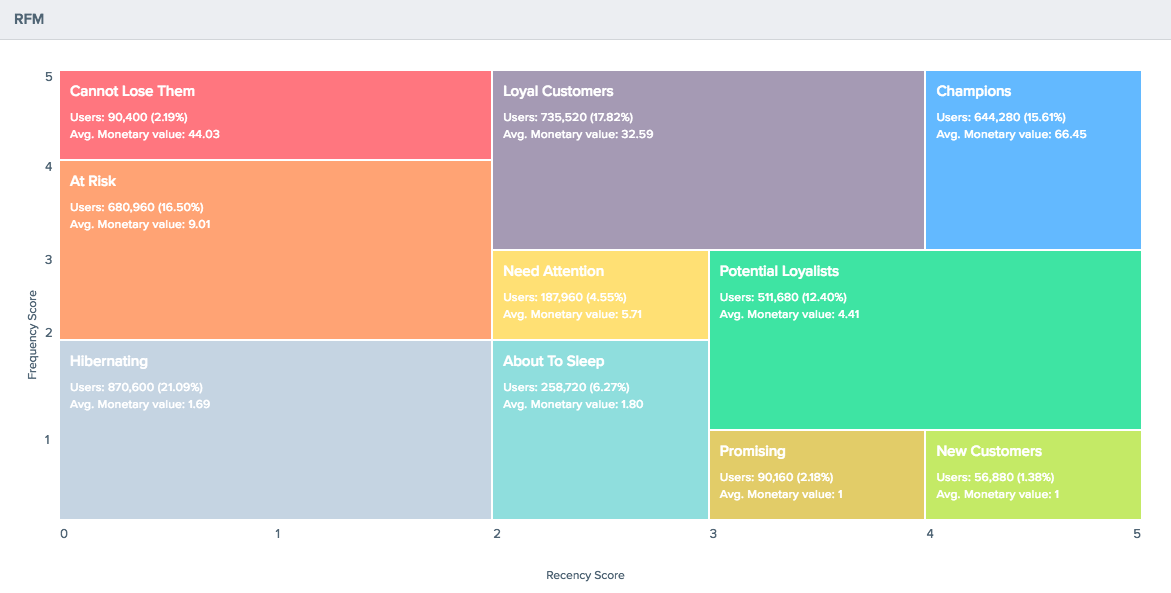 RFM
Frequency Score
5
4
3
2
1
Cannot Lose Them
Users: 90,400 (2.19%)
Avg. Monetary value: 44.03
Loyal Customers
Users: 735,520 (17.82%)
Avg. Monetary value: 32.59
Champions
Users: 644,280 (15.61%)
Avg. Monetary value: 66.45
At Risk
Users: 680,960 (16.50%)
Avg. Monetary value: 9.01
Need Attention
Users: 187,960 (4.55%)
Avg. Monetary value: 5.71
Potential Loyalists
Users: 511,680 (12.40%)
Avg. Monetary value: 4.41
Hibernating
Users: 870,600 (21.09%)
Avg. Monetary value: 1.69
About To Sleep
Users: 258,720 (6.27%)
Avg. Monetary value: 1.80
Promising
Users: 90,160 (2.18%)
Avg. Monetary value: 1
New Customers
Users: 56,880 (1.38%)
Avg. Monetary value: 1
0
1
2
3
4
5
Recency Score